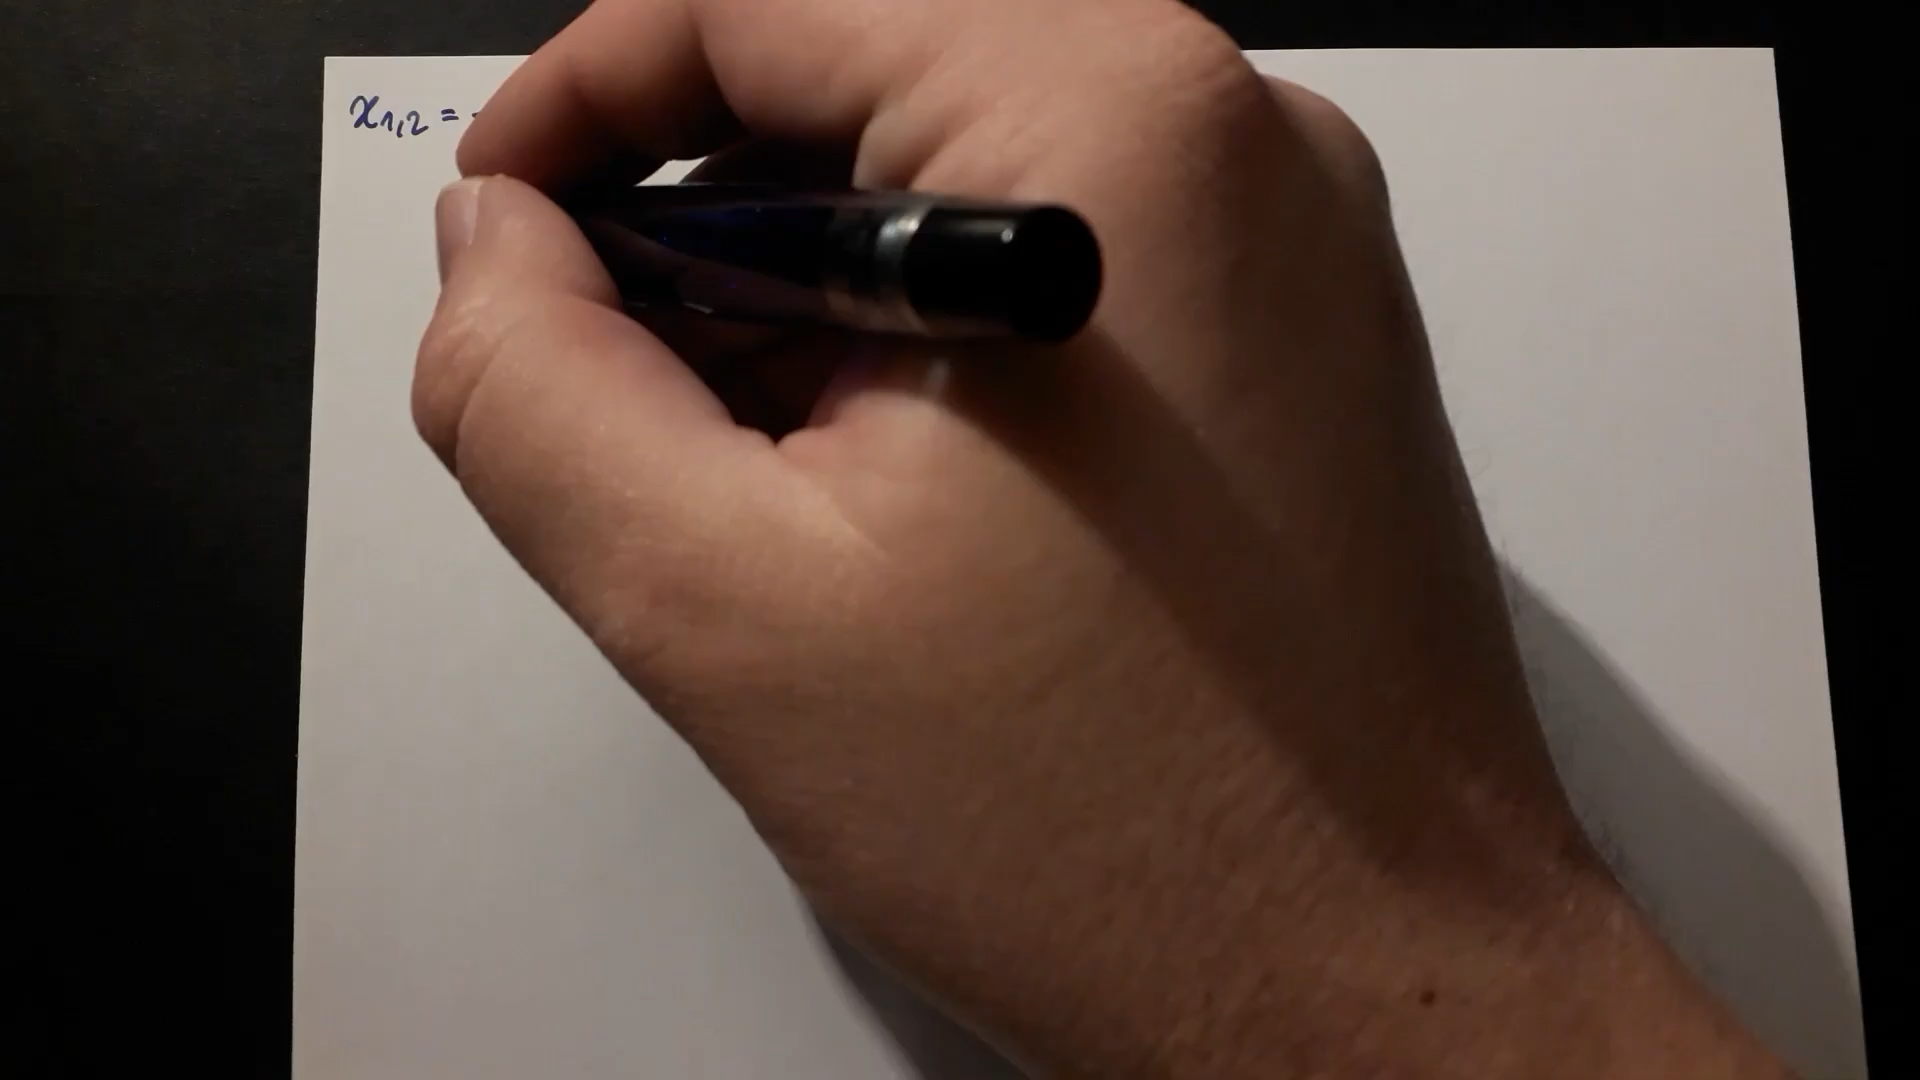 x₁,₂ = -